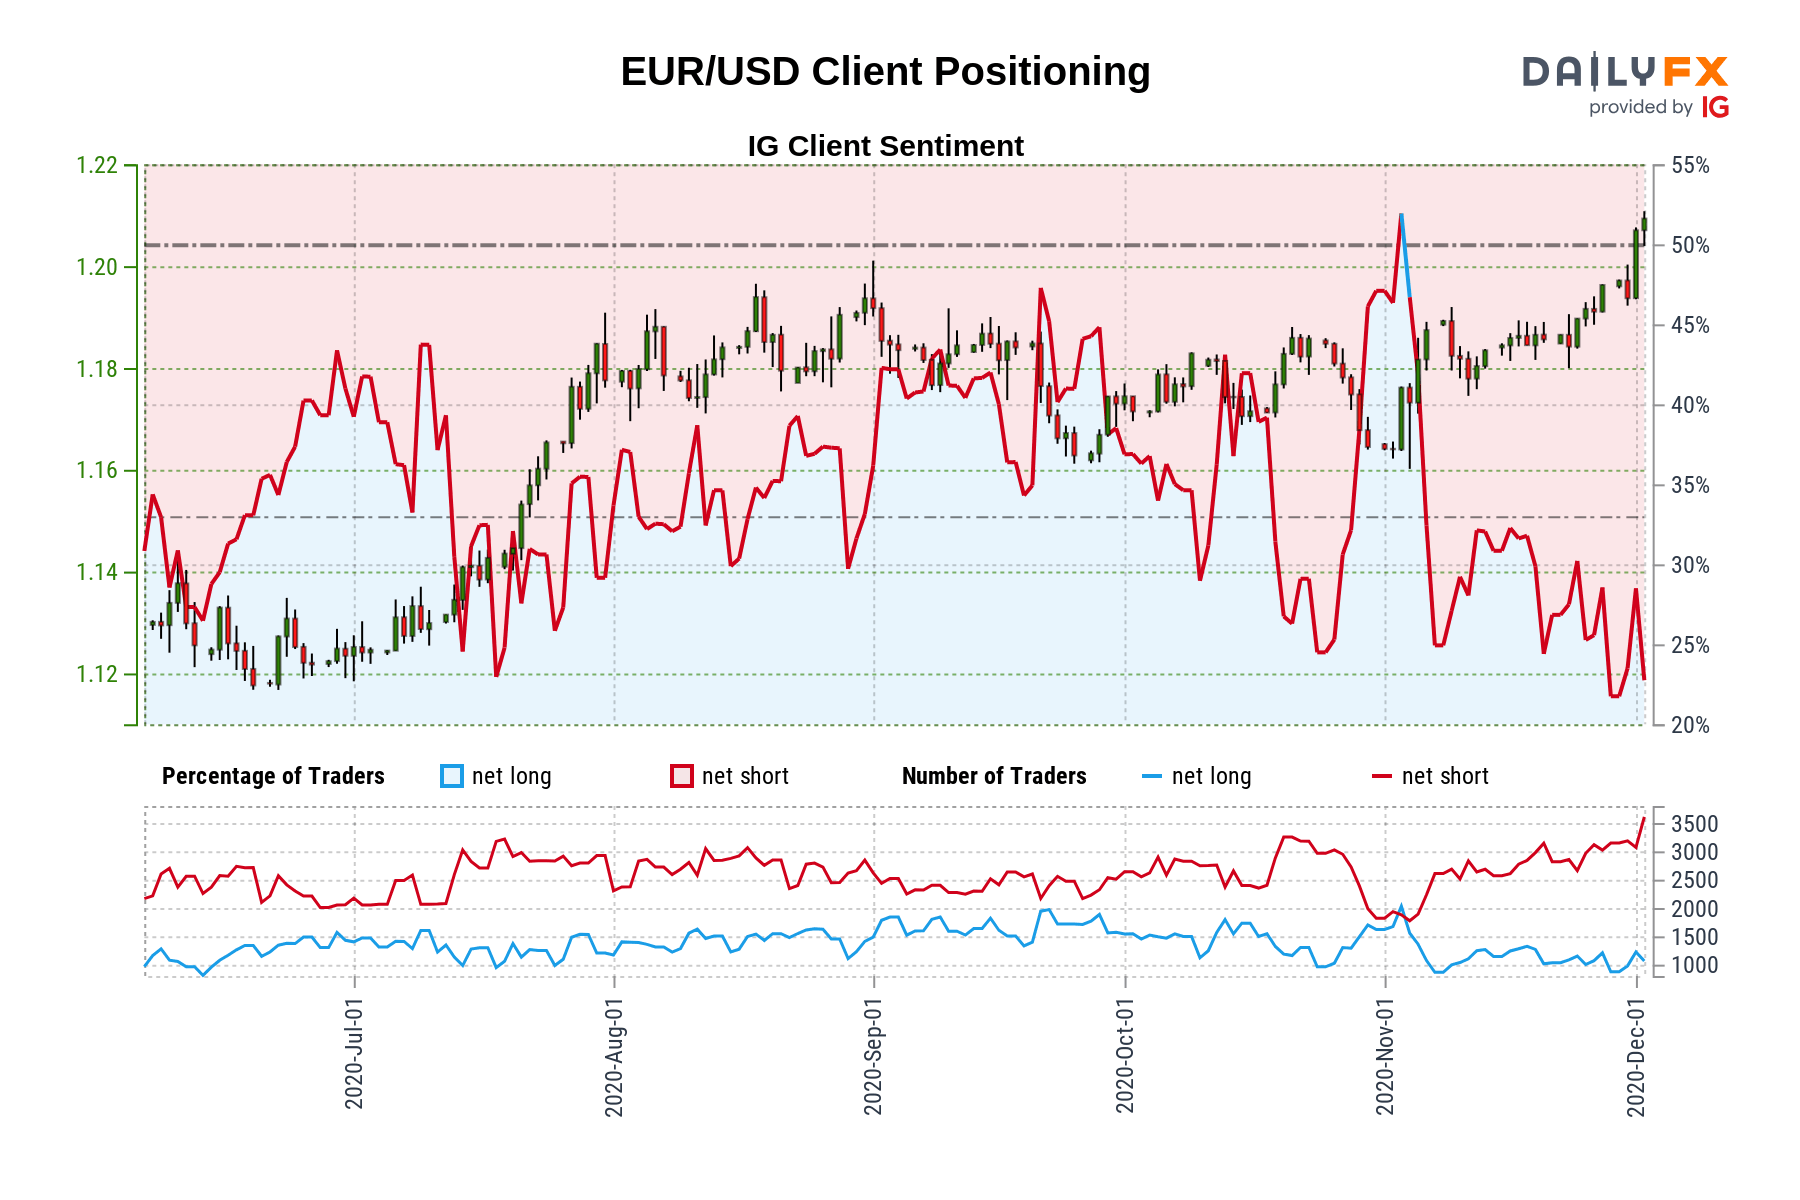 EUR/USD Client Positioning
DAILYFX
provided by IG
IG Client Sentiment
1.22
1.20
1.18
1.16
1.14
1.12
55%
50%
45%
40%
35%
30%
25%
20%
Percentage of Traders net long net short Number of Traders net long net short
3500
3000
2500
2000
1500
1000
2020-Jul-01
2020-Aug-01
2020-Sep-01
2020-Oct-01
2020-Nov-01
2020-Dec-01